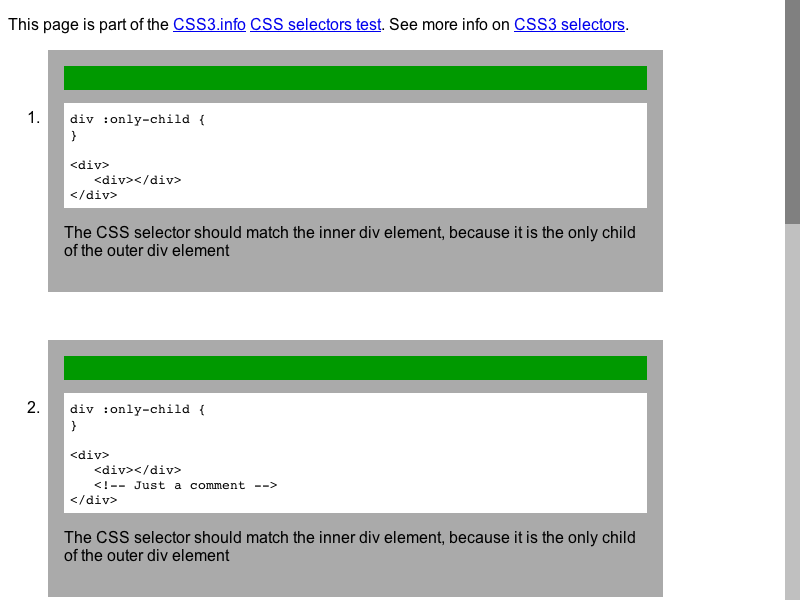 This page is part of the CSS3.info CSS selectors test. See more info on CSS3 selectors.
1.
div :only-child {
}
<div>
   <div></div>
</div>
The CSS selector should match the inner div element, because it is the only child
of the outer div element
2.
div :only-child {
}
<div>
   <div></div>
   <!-- Just a comment -->
</div>
The CSS selector should match the inner div element, because it is the only child
of the outer div element